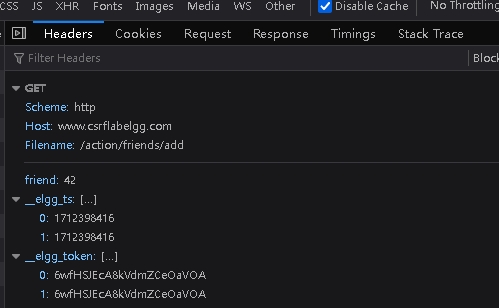 CSS JS XHR Fonts Images Media WS Other Disable Cache No Throttling
Headers Cookies Request Response Timings Stack Trace
Filter Headers Block
GET
Scheme: http
Host: www.csrflabelgg.com
Filename: /action/friends/add
friend: 42
__elgg_ts: […]
0: 1712398416
1: 1712398416
__elgg_token: […]
0: 6wfHSJEcA8kVdmZCeOaVOA
1: 6wfHSJEcA8kVdmZCeOaVOA